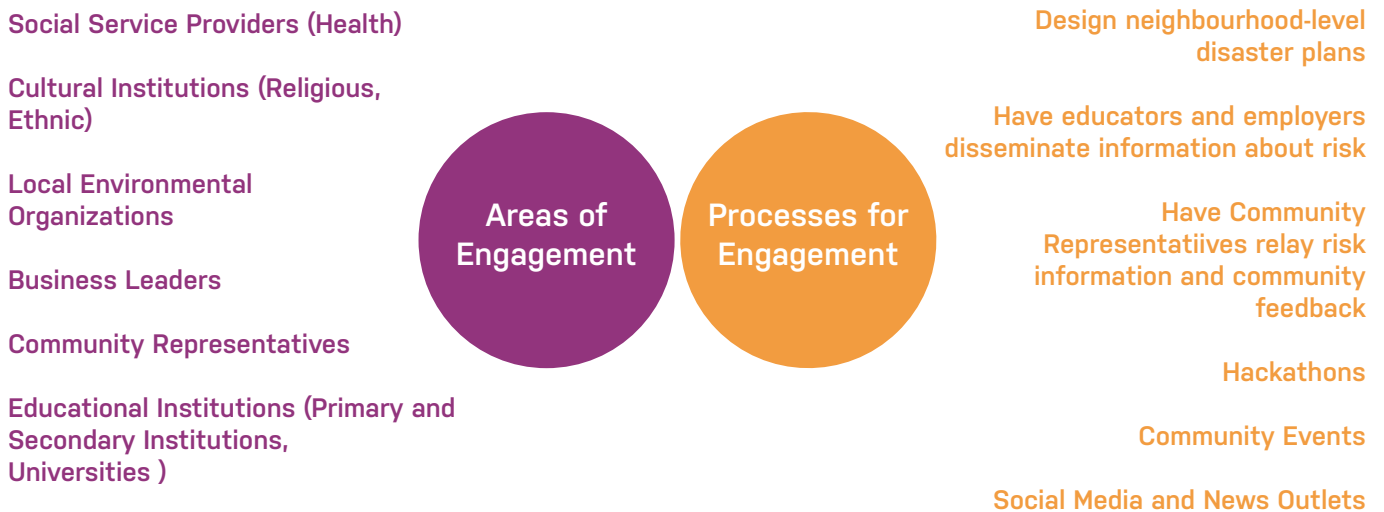 Social Service Providers (Health)
Cultural Institutions (Religious,
Ethnic)
Local Environmental
Organizations
Business Leaders
Community Representatives
Educational Institutions (Primary and
Secondary Institutions,
Universities )
Areas of
Engagement
Processes for
Engagement
Design neighbourhood-level
disaster plans
Have educators and employers
disseminate information about risk
Have Community
Representatiives relay risk
information and community
feedback
Hackathons
Community Events
Social Media and News Outlets